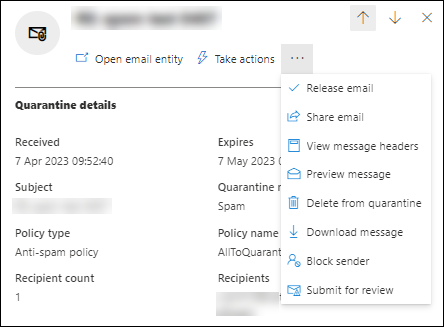 Open email entity Take actions ...
Release email
Share email
View message headers
Preview message
Delete from quarantine
Download message
Block sender
Submit for review
Quarantine details
Received Expires
7 Apr 2023 09:52:40 7 May 2023
Subject Quarantine
Spam
Policy type Policy name
Anti-spam policy AllToQuaran
Recipient count Recipients
1